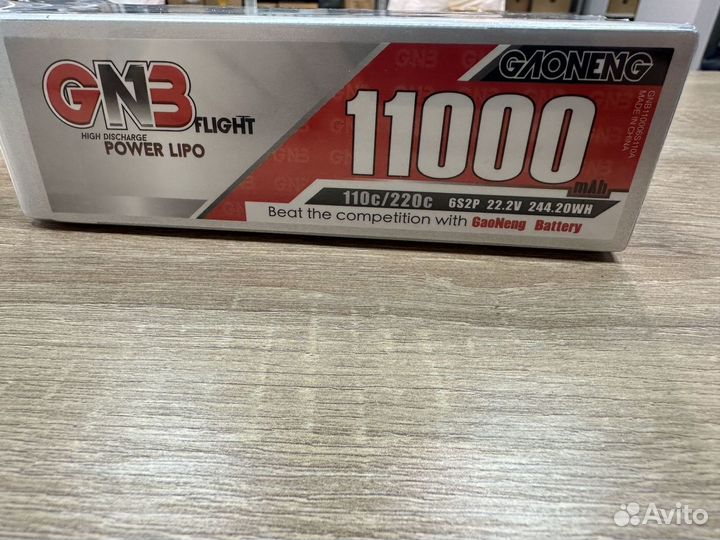 GNB
FLIGHT
HIGH DISCHARGE
POWER LIPO
GAONENG
11000
mAh
110c/220c 6S2P 22.2V 244.20WH
Beat the competition with GaoNeng Battery
GNB110006S110A
MADE IN CHINA
Avito